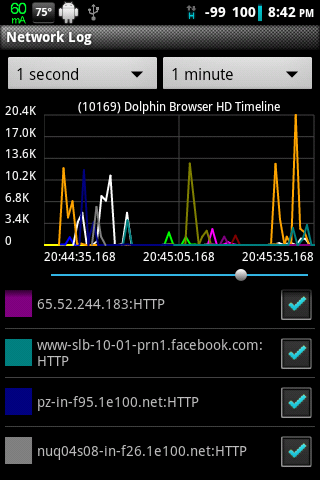 60
mA
75°
H
-99 100 8:42 PM
Network Log
1 second
1 minute
(10169) Dolphin Browser HD Timeline
20.4K
17.0K
13.6K
10.2K
6.8K
3.4K
0
20:44:35.168 20:45:05.168 20:45:35.168
65.52.244.183:HTTP
www-slb-10-01-prn1.facebook.com:
HTTP
pz-in-f95.1e100.net:HTTP
nuq04s08-in-f26.1e100.net:HTTP